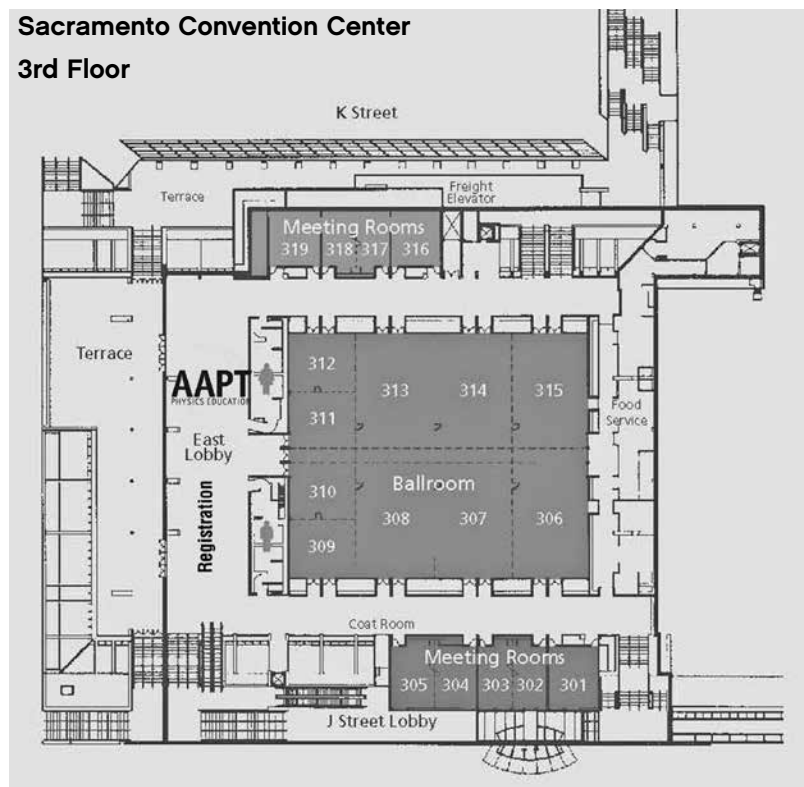 Sacramento Convention Center
3rd Floor
K Street
Terrace
Freight
Elevator
Meeting Rooms
319 318 317 316
Terrace
AAPT
PHYSICS EDUCATION
312
313
314
315
311
East
Lobby
Food
Service
Registration
Ballroom
310
308
307
306
309
Coat Room
Meeting Rooms
305 304 303 302 301
J Street Lobby